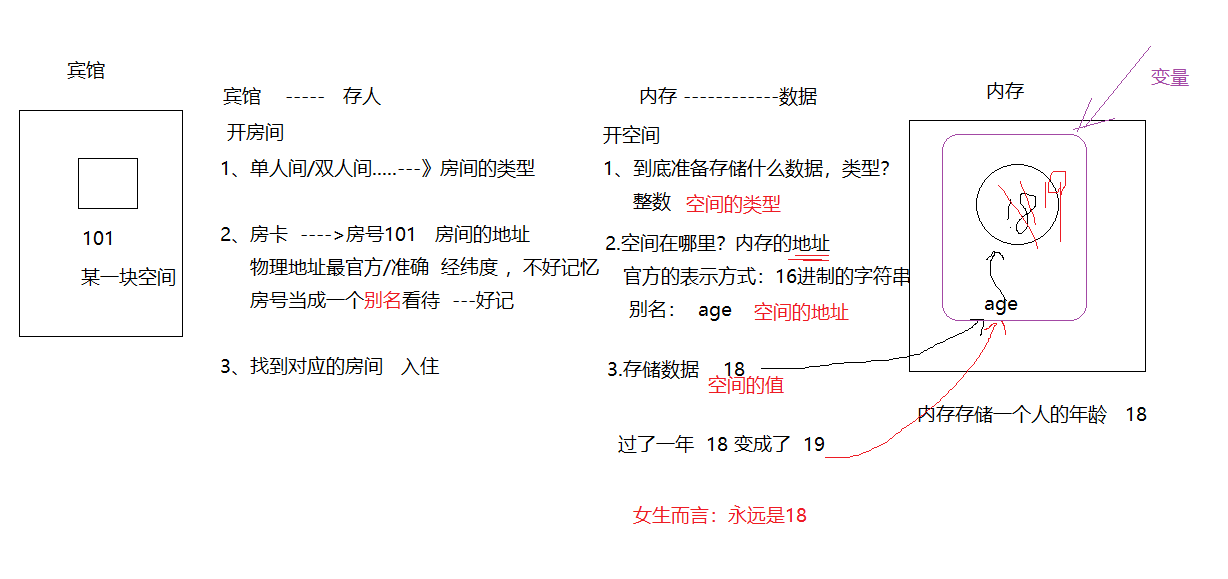 宾馆
101
某一块空间
宾馆 ----- 存人
开房间
1、单人间/双人间.....---》房间的类型
2、房卡 ---->房号101 房间的地址
物理地址最官方/准确 经纬度 ，不好记忆
房号当成一个别名看待 ---好记
3、找到对应的房间 入住
内存 ------------数据
开空间
1、到底准备存储什么数据，类型？
整数 空间的类型
2.空间在哪里？内存的地址
官方的表示方式：16进制的字符串
别名： age 空间的地址
3.存储数据 18
空间的值
过了一年 18 变成了 19
女生而言：永远是18
内存
变量
18
19
age
内存存储一个人的年龄 18